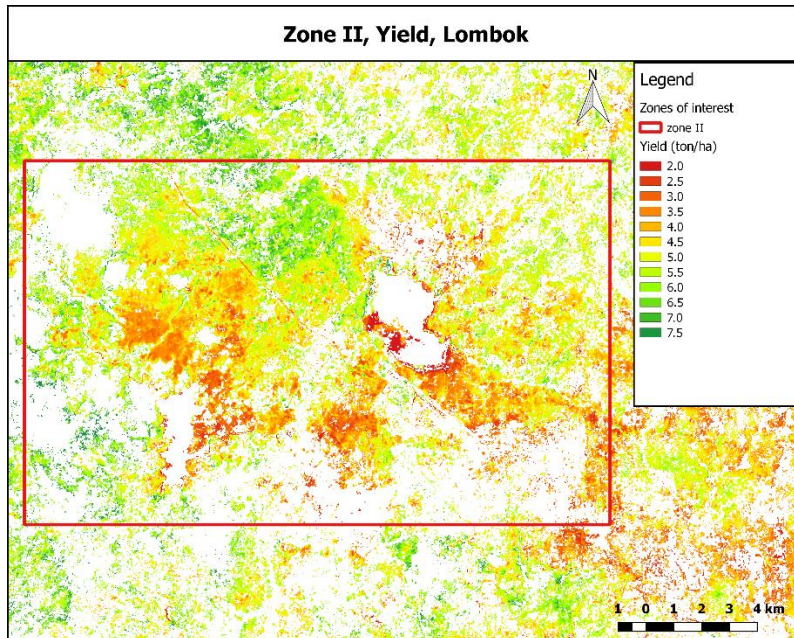 Zone II, Yield, Lombok
N
Legend
Zones of interest
zone II
Yield (ton/ha)
2.0
2.5
3.0
3.5
4.0
4.5
5.0
5.5
6.0
6.5
7.0
7.5
1 0 1 2 3 4 km